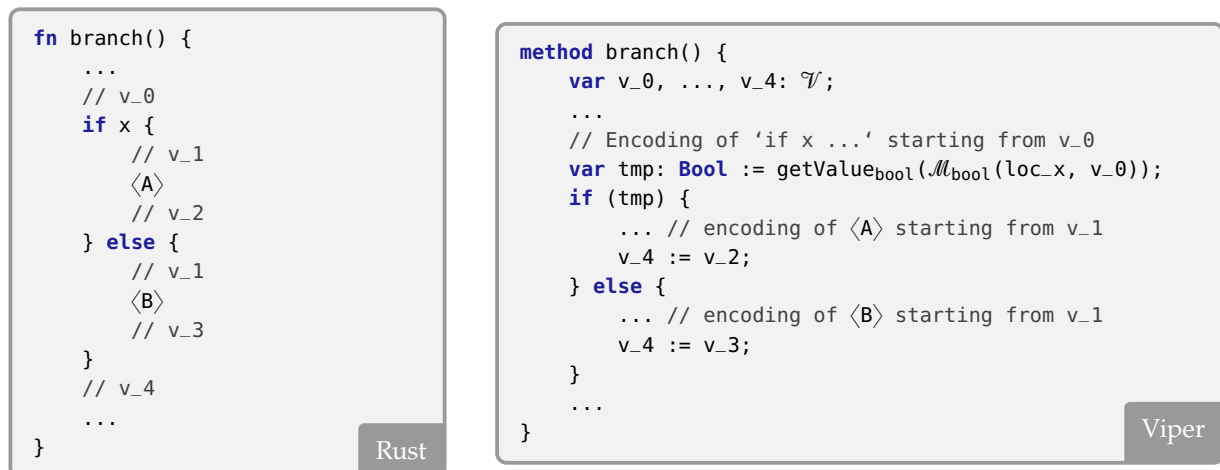 fn branch() {
    ...
    // v_0
    if x {
        // v_1
        ⟨A⟩
        // v_2
    } else {
        // v_1
        ⟨B⟩
        // v_3
    }
    // v_4
    ...
}
Rust
method branch() {
    var v_0, ..., v_4: 𝒱;
    ...
    // Encoding of ‘if x ...‘ starting from v_0
    var tmp: Bool := getValue_bool(ℳ_bool(loc_x, v_0));
    if (tmp) {
        ... // encoding of ⟨A⟩ starting from v_1
        v_4 := v_2;
    } else {
        ... // encoding of ⟨B⟩ starting from v_1
        v_4 := v_3;
    }
    ...
}
Viper